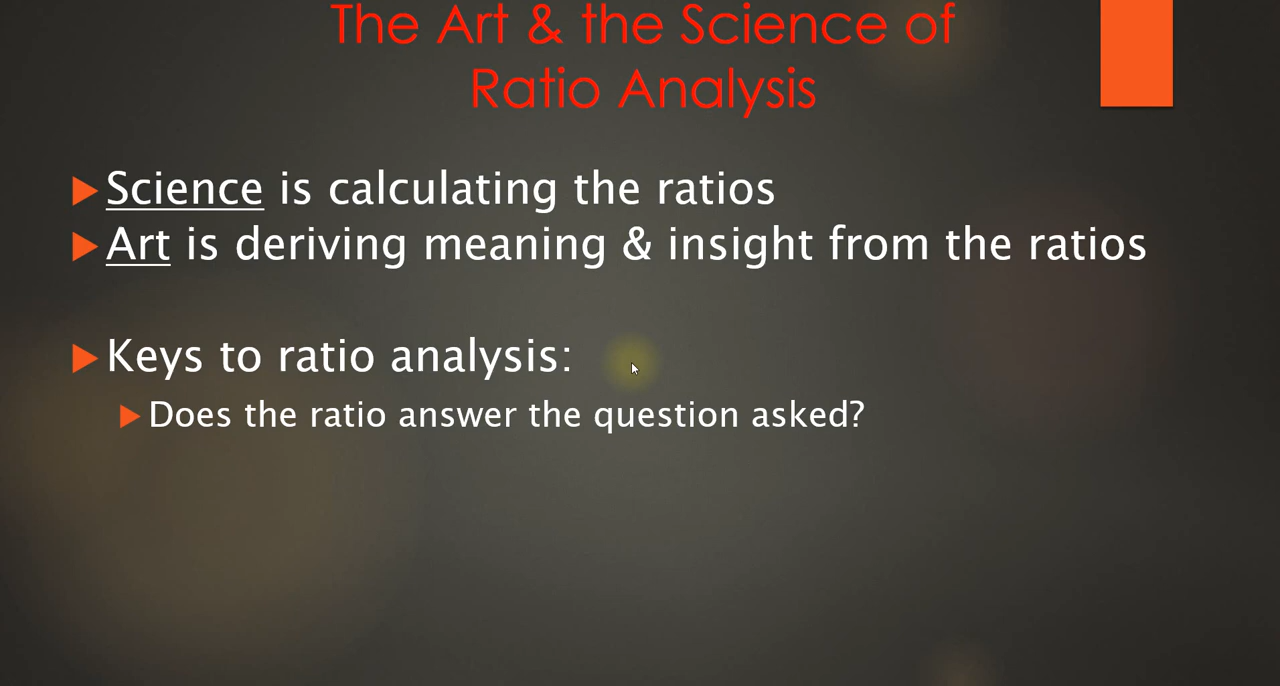 The Art & the Science of
Ratio Analysis
Science is calculating the ratios
Art is deriving meaning & insight from the ratios
Keys to ratio analysis:
Does the ratio answer the question asked?